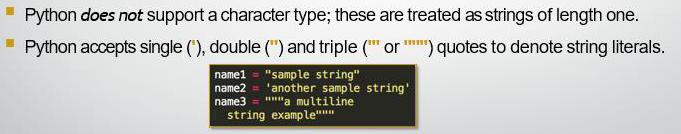 Python does not support a character type; these are treated as strings of length one.
Python accepts single ('), double (") and triple (''' or """) quotes to denote string literals.
name1 = "sample string"
name2 = 'another sample string'
name3 = """a multiline
string example"""